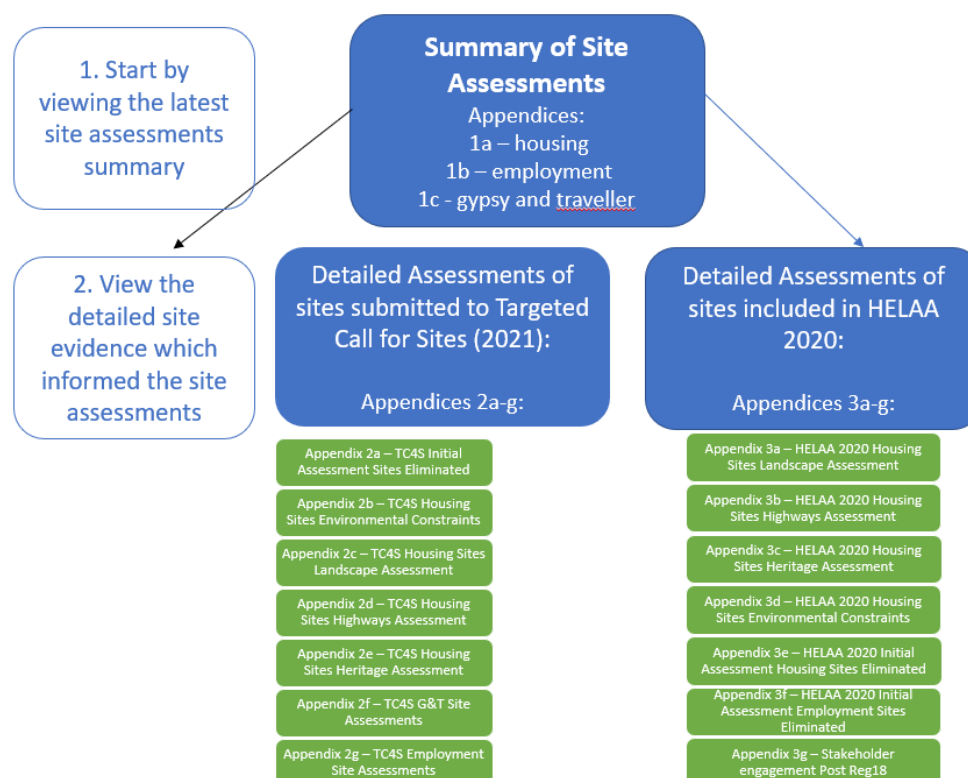 1. Start by
viewing the latest
site assessments
summary
Summary of Site
Assessments
Appendices:
1a – housing
1b – employment
1c - gypsy and traveller
2. View the
detailed site
evidence which
informed the site
assessments
Detailed Assessments of
sites submitted to Targeted
Call for Sites (2021):
Appendices 2a-g:
Detailed Assessments of
sites included in HELAA
2020:
Appendices 3a-g:
Appendix 2a – TC4S Initial
Assessment Sites Eliminated
Appendix 2b – TC4S Housing
Sites Environmental Constraints
Appendix 2c – TC4S Housing Sites
Landscape Assessment
Appendix 2d – TC4S Housing
Sites Highways Assessment
Appendix 2e – TC4S Housing
Sites Heritage Assessment
Appendix 2f – TC4S G&T Site
Assessments
Appendix 2g – TC4S Employment
Site Assessments
Appendix 3a – HELAA 2020 Housing
Sites Landscape Assessment
Appendix 3b – HELAA 2020 Housing
Sites Highways Assessment
Appendix 3c – HELAA 2020 Housing
Sites Heritage Assessment
Appendix 3d – HELAA 2020 Housing
Sites Environmental Constraints
Appendix 3e – HELAA 2020 Initial
Assessment Housing Sites Eliminated
Appendix 3f – HELAA 2020 Initial
Assessment Employment Sites
Eliminated
Appendix 3g – Stakeholder
engagement Post Reg18